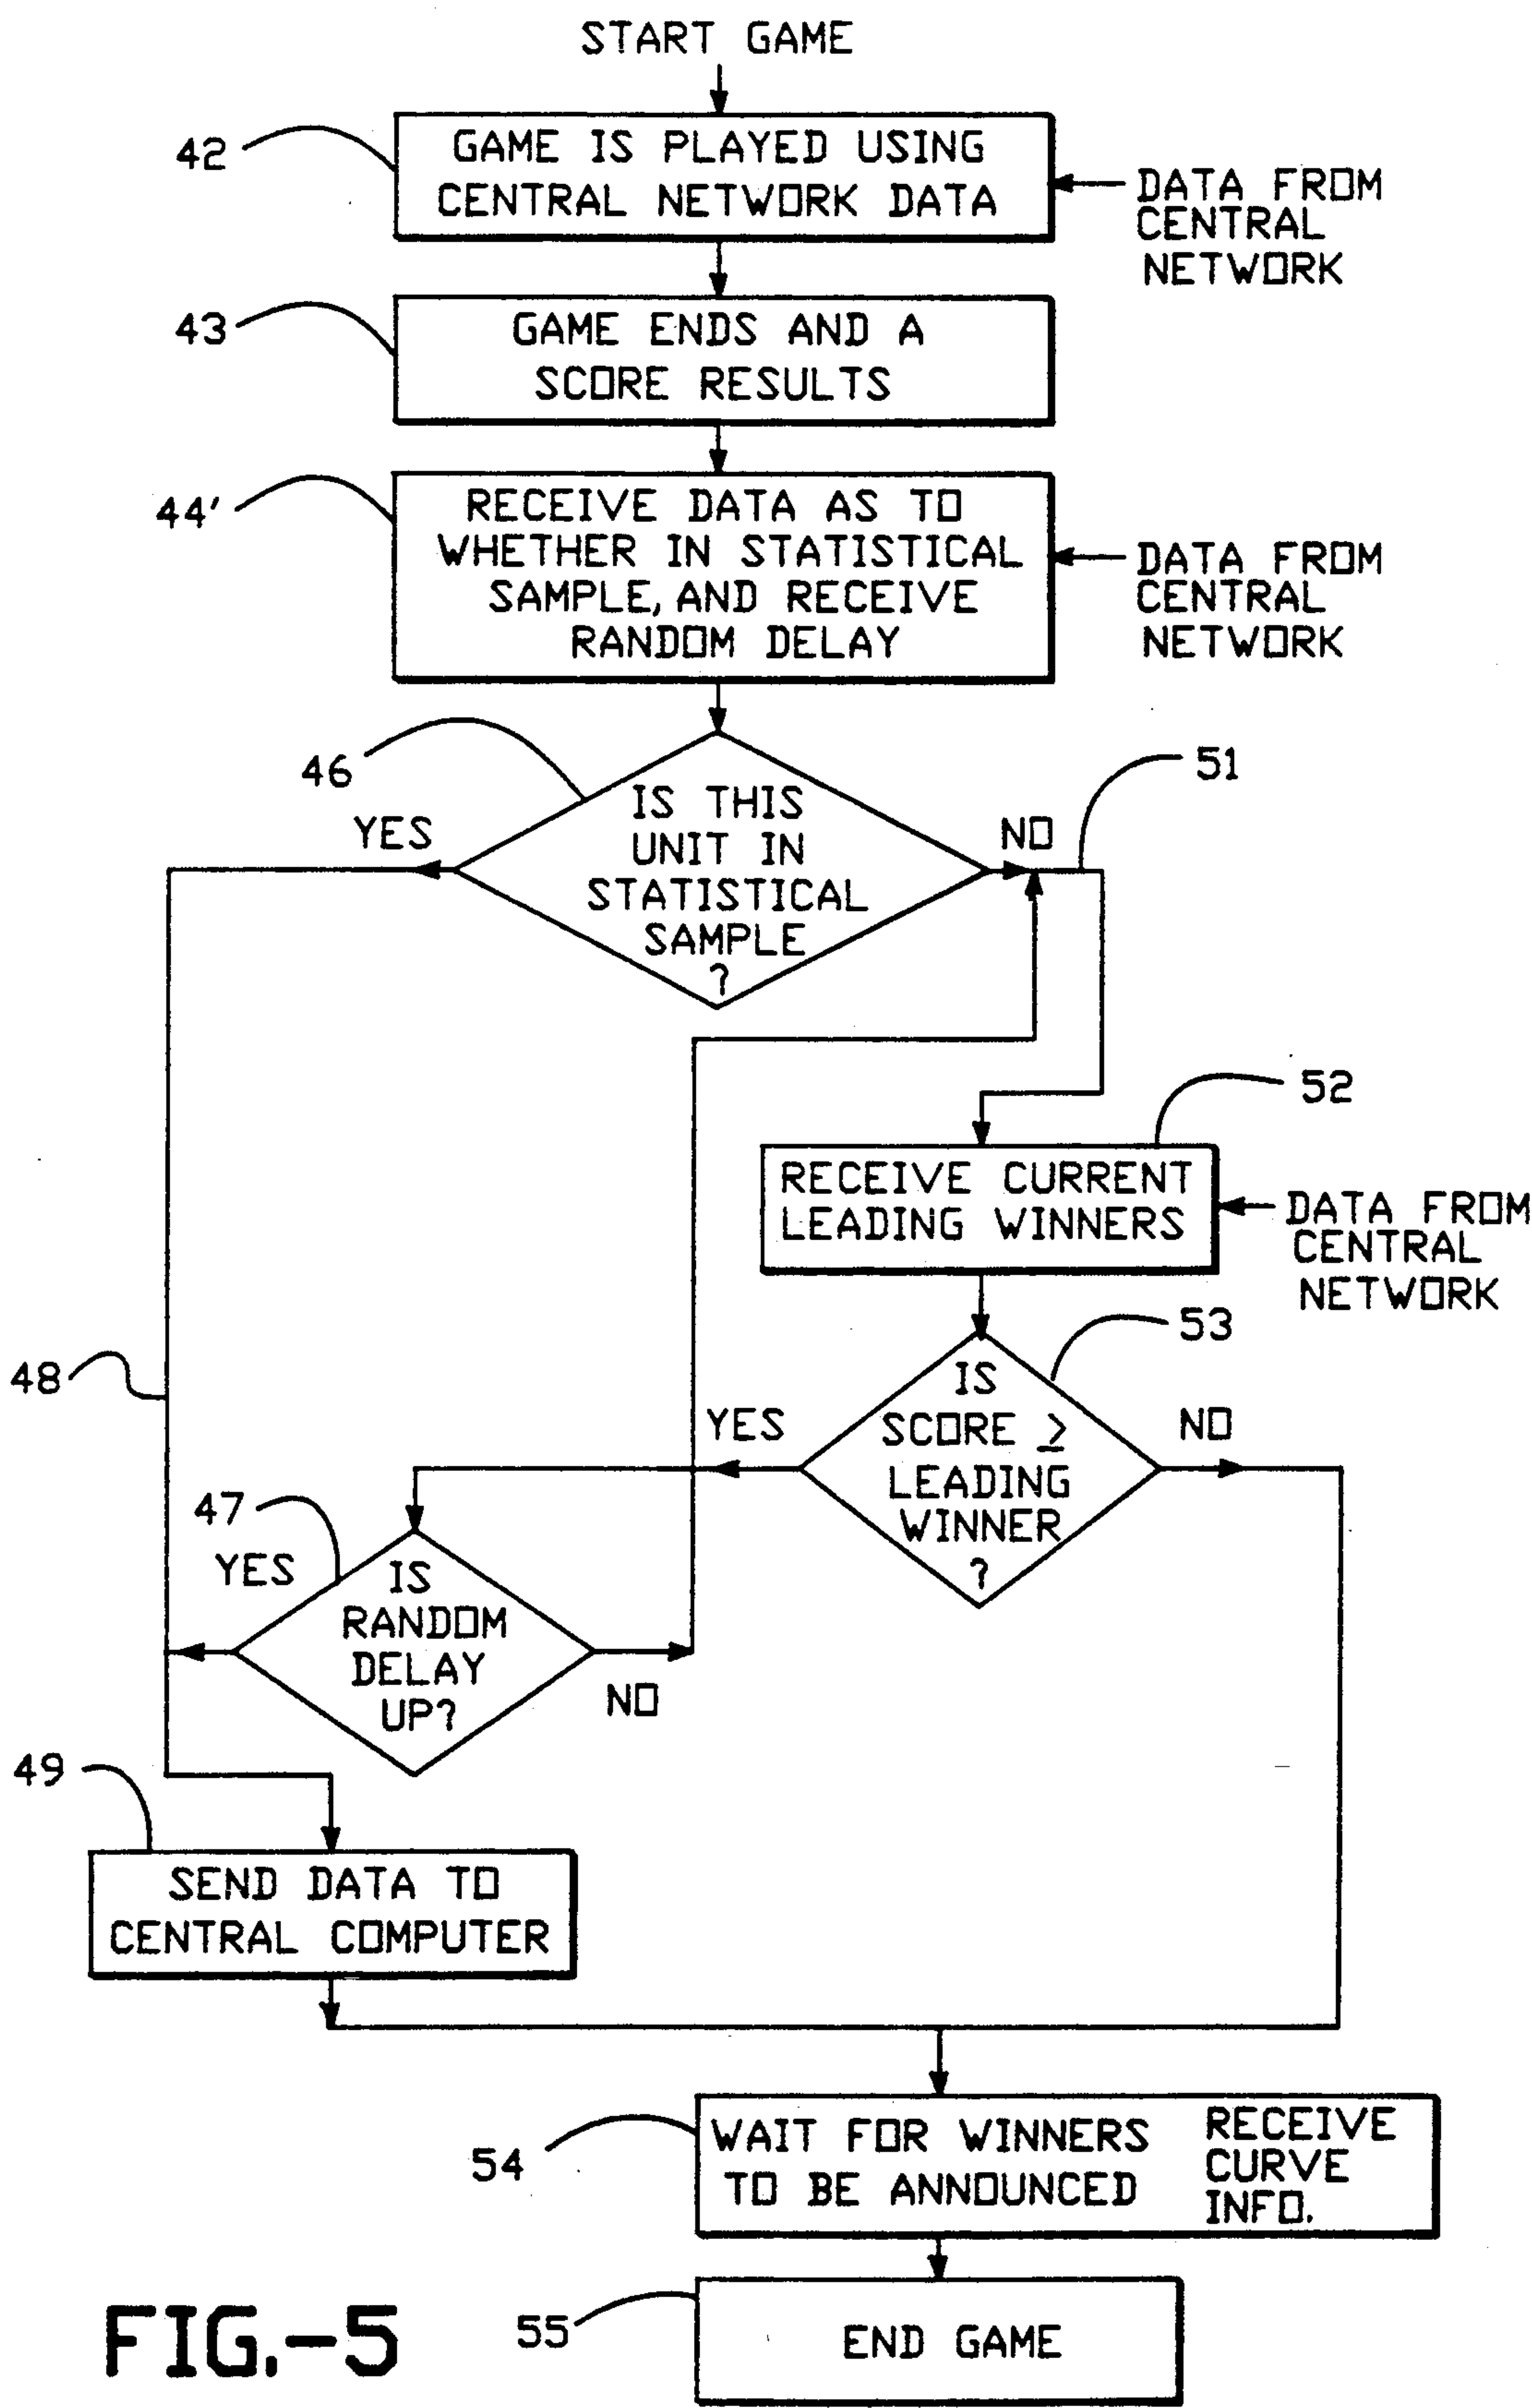 START GAME
42
GAME IS PLAYED USING
CENTRAL NETWORK DATA
DATA FROM
CENTRAL
NETWORK
43
GAME ENDS AND A
SCORE RESULTS
44'
RECEIVE DATA AS TO
WHETHER IN STATISTICAL
SAMPLE, AND RECEIVE
RANDOM DELAY
DATA FROM
CENTRAL
NETWORK
46
IS THIS
UNIT IN
STATISTICAL
SAMPLE
?
YES
NO
51
52
RECEIVE CURRENT
LEADING WINNERS
DATA FROM
CENTRAL
NETWORK
53
IS
SCORE ≥
LEADING
WINNER
?
YES
NO
48
47
YES
IS
RANDOM
DELAY
UP?
NO
49
SEND DATA TO
CENTRAL COMPUTER
54
WAIT FOR WINNERS
TO BE ANNOUNCED
RECEIVE
CURVE
INFO.
55
END GAME
FIG.-5